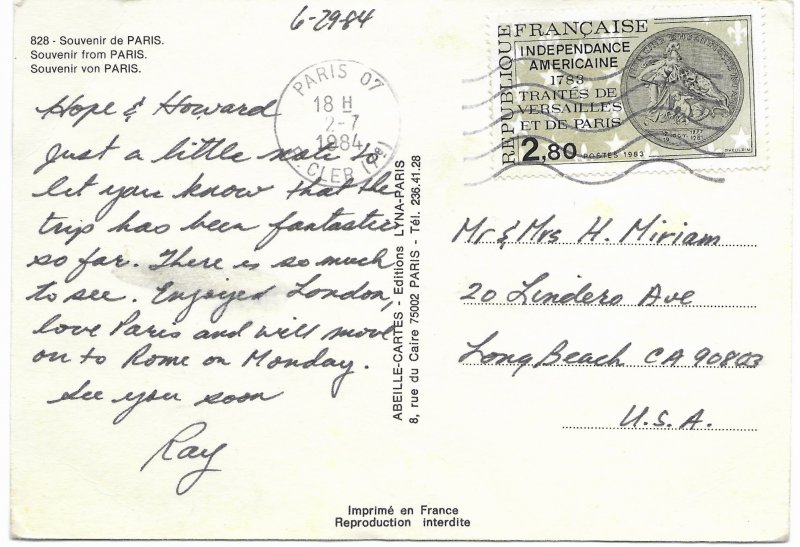 6-2984
828 - Souvenir de PARIS.
Souvenir from PARIS.
Souvenir von PARIS.
PARIS 07
18 H
2-7
1984
CLER (7e)
RÉPUBLIQUE FRANÇAISE
INDEPENDANCE
AMERICAINE
1783
TRAITÉS DE
VERSAILLES
ET DE PARIS
2,80 POSTES 1983
Hope & Howard
Just a little note to
let you know that the
trip has been fantastic
so far. There is so much
to see. Enjoyed London,
love Paris and will move
on to Rome on Monday.
See you soon
Ray
ABEILLE-CARTES - Editions LYNA-PARIS
8, rue du Caire 75002 PARIS - Tél. 236.41.28
Mr & Mrs H. Miriam
20 Lindero Ave
Long Beach CA 90803
U.S.A.
Imprimé en France
Reproduction interdite